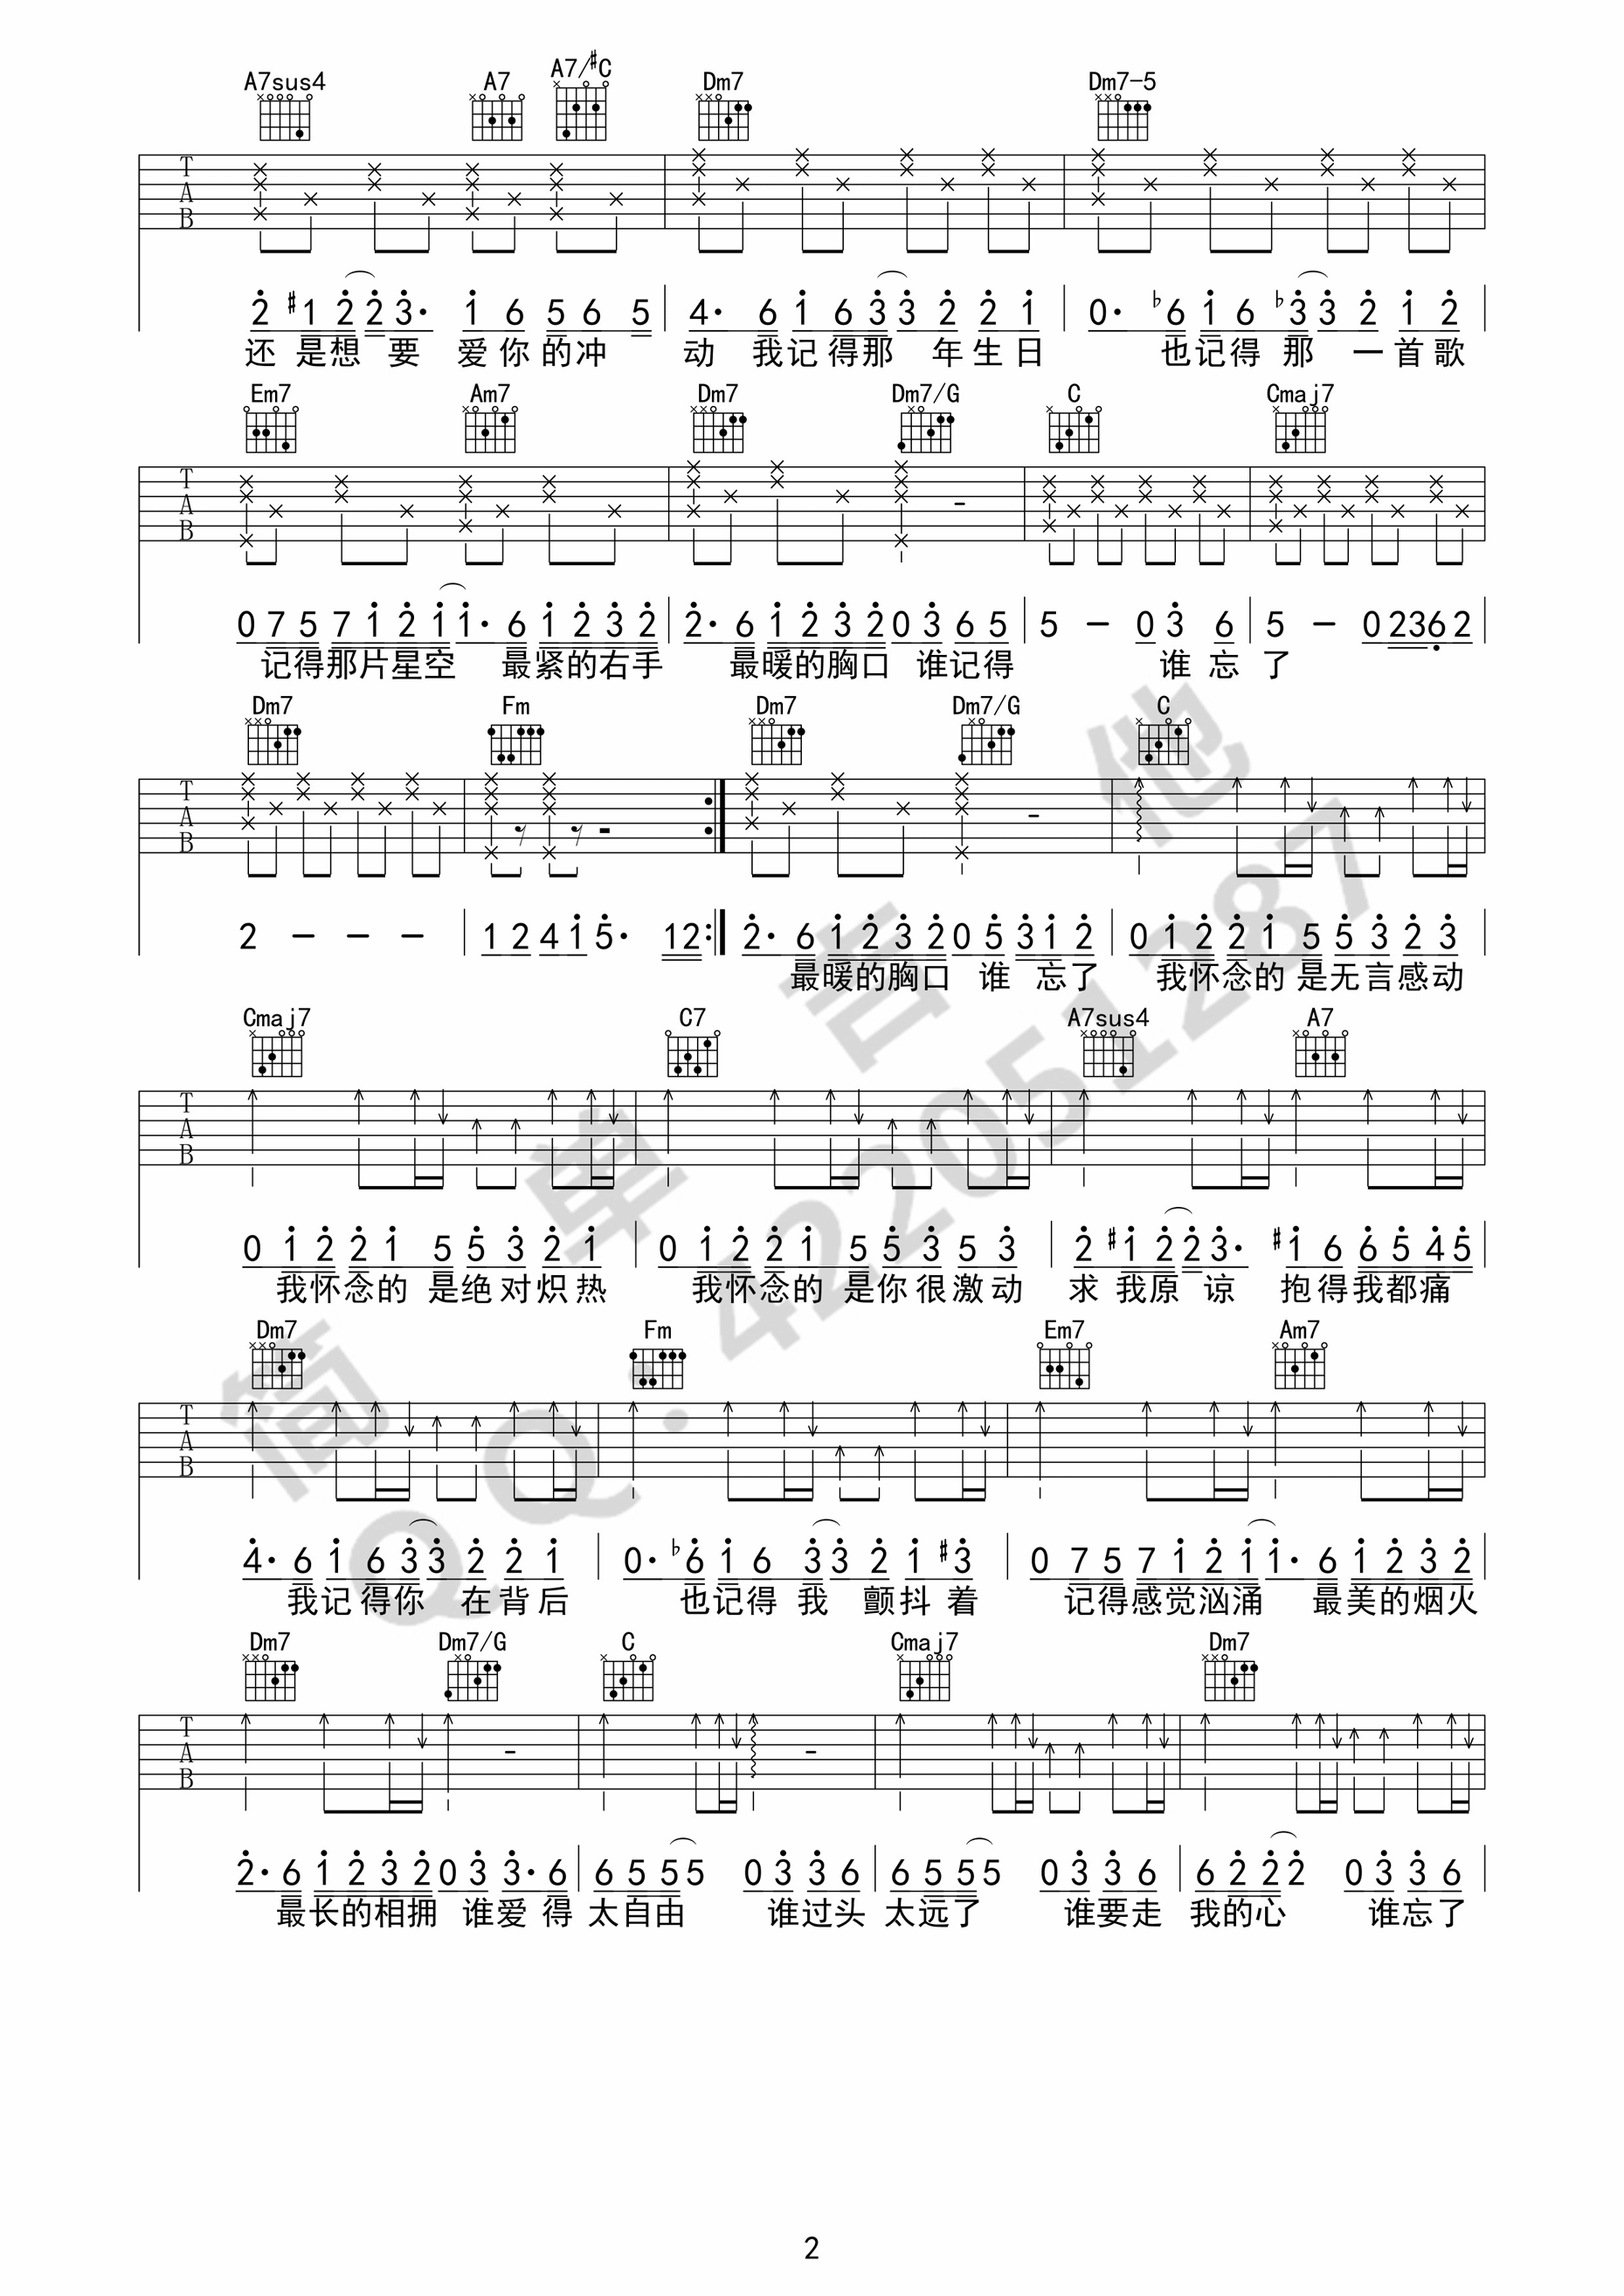 A7sus4 A7 A7/#C Dm7 Dm7-5
T A B
2 #1 2 2 3· 1 6 5 6 5 | 4· 6 1 6 3 3 2 2 1 | 0· b6 1 6 b3 3 2 1 2
还是想要 爱你的冲动 我记得那 年生日 也记得那 一首歌
Em7 Am7 Dm7 Dm7/G C Cmaj7
T A B
0 7 5 7 1 2 1 1· 6 1 2 3 2 | 2· 6 1 2 3 2 0 3 6 5 | 5 - 0 3 6 | 5 - 0 2 3 6 2
记得那片星空 最紧的右手 最暖的胸口 谁记得 谁忘了
Dm7 Fm Dm7 Dm7/G C
T A B
2 - - - | 1 2 4 1 5· 1 2 :| 2· 6 1 2 3 2 0 5 3 1 2 | 0 1 2 2 1 5 5 3 2 3
最暖的胸口 谁 忘了 我怀念的 是无言感动
Cmaj7 C7 A7sus4 A7
T A B
0 1 2 2 1 5 5 3 2 1 | 0 1 2 2 1 5 5 3 5 3 | 2 #1 2 2 3· #1 6 6 5 4 5
我怀念的 是绝对炽热 我怀念的 是你很激动 求我原谅 抱得我都痛
Dm7 Fm Em7 Am7
T A B
4· 6 1 6 3 3 2 2 1 | 0· b6 1 6 3 3 2 1 #3 | 0 7 5 7 1 2 1 1· 6 1 2 3 2
我记得你 在背后 也记得我 颤抖着 记得感觉汹涌 最美的烟火
Dm7 Dm7/G C Cmaj7 Dm7
T A B
2· 6 1 2 3 2 0 3 3· 6 | 6 5 5 5 0 3 3 6 | 6 5 5 5 0 3 3 6 | 6 2 2 2 0 3 3 6
最长的相拥 谁爱得太自由 谁过头太远了 谁要走我的心 谁忘了
简单吉他
QQ:422051287
2